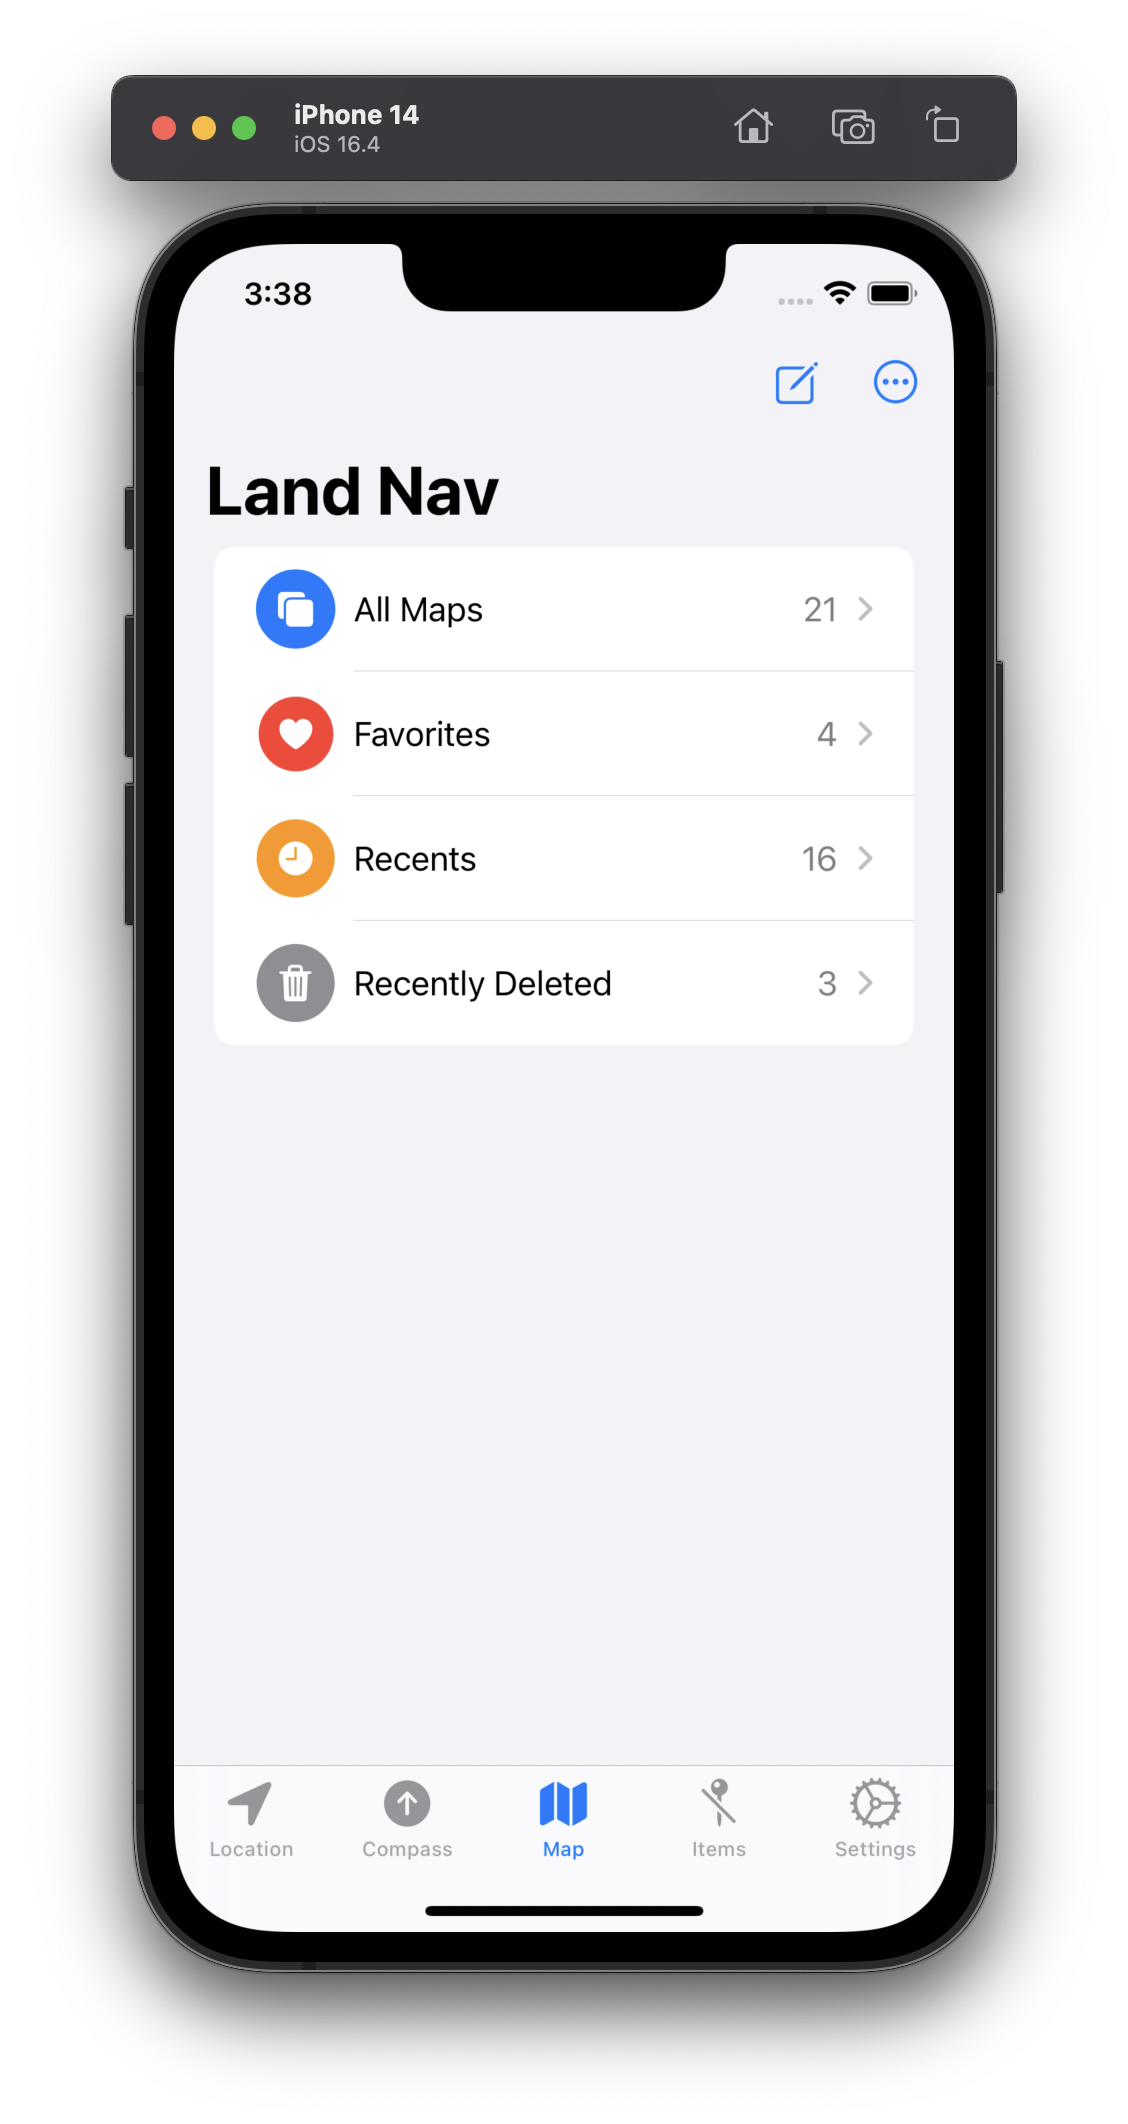 iPhone 14
iOS 16.4
3:38
Land Nav
All Maps 21
Favorites 4
Recents 16
Recently Deleted 3
Location Compass Map Items Settings